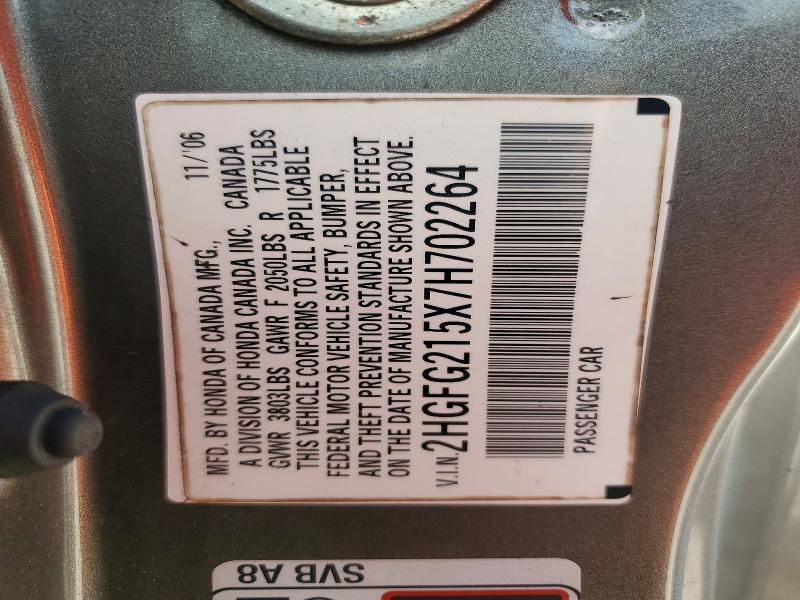 MFD. BY HONDA OF CANADA MFG., 11/'06
A DIVISION OF HONDA CANADA INC. CANADA
GVWR 3803LBS GAWR F 2050LBS R 1775LBS
THIS VEHICLE CONFORMS TO ALL APPLICABLE
FEDERAL MOTOR VEHICLE SAFETY, BUMPER,
AND THEFT PREVENTION STANDARDS IN EFFECT
ON THE DATE OF MANUFACTURE SHOWN ABOVE.
V.I.N. 2HGFG215X7H702264
PASSENGER CAR
SVB A8